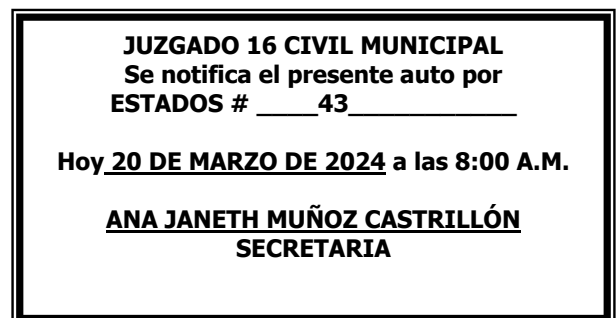 JUZGADO 16 CIVIL MUNICIPAL
Se notifica el presente auto por
ESTADOS # ____43___________
Hoy 20 DE MARZO DE 2024 a las 8:00 A.M.
ANA JANETH MUÑOZ CASTRILLÓN
SECRETARIA